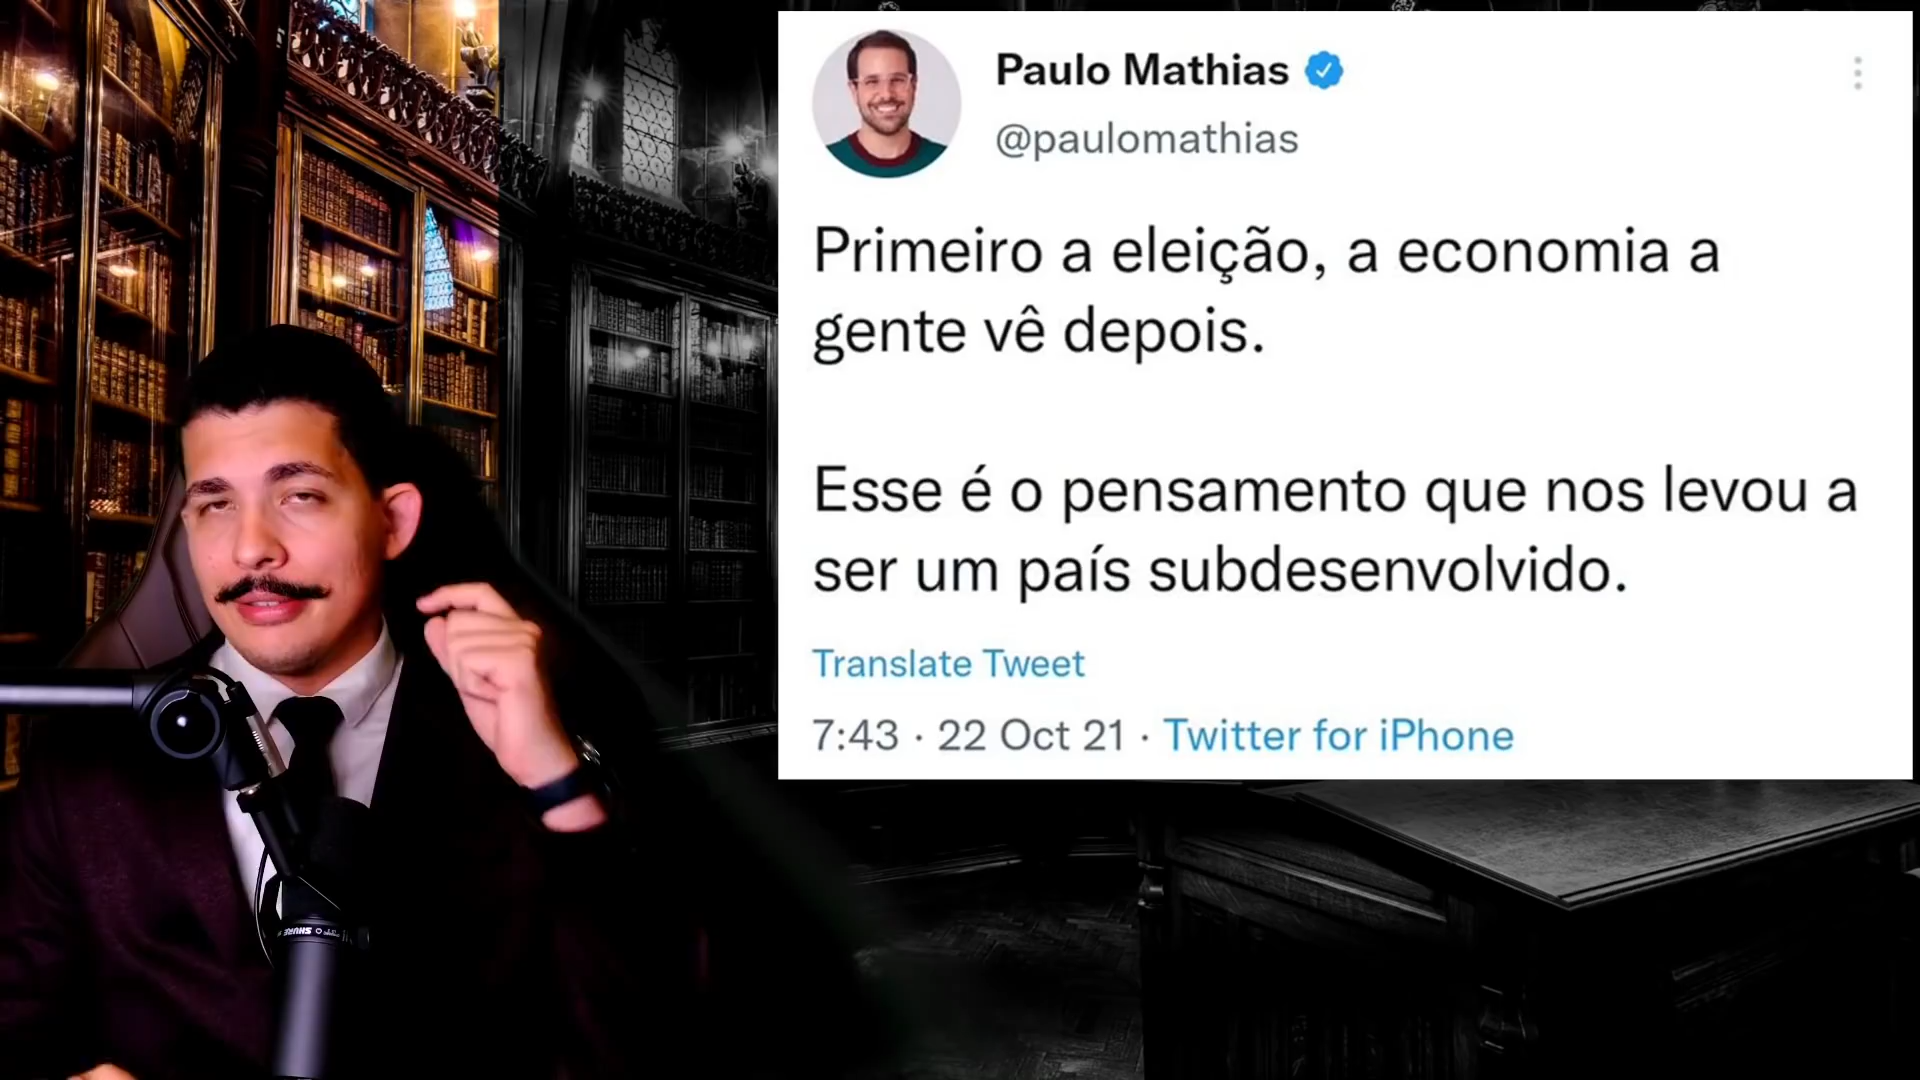 Paulo Mathias
@paulomathias
Primeiro a eleição, a economia a
gente vê depois.
Esse é o pensamento que nos levou a
ser um país subdesenvolvido.
Translate Tweet
7:43 · 22 Oct 21 · Twitter for iPhone
SHURE